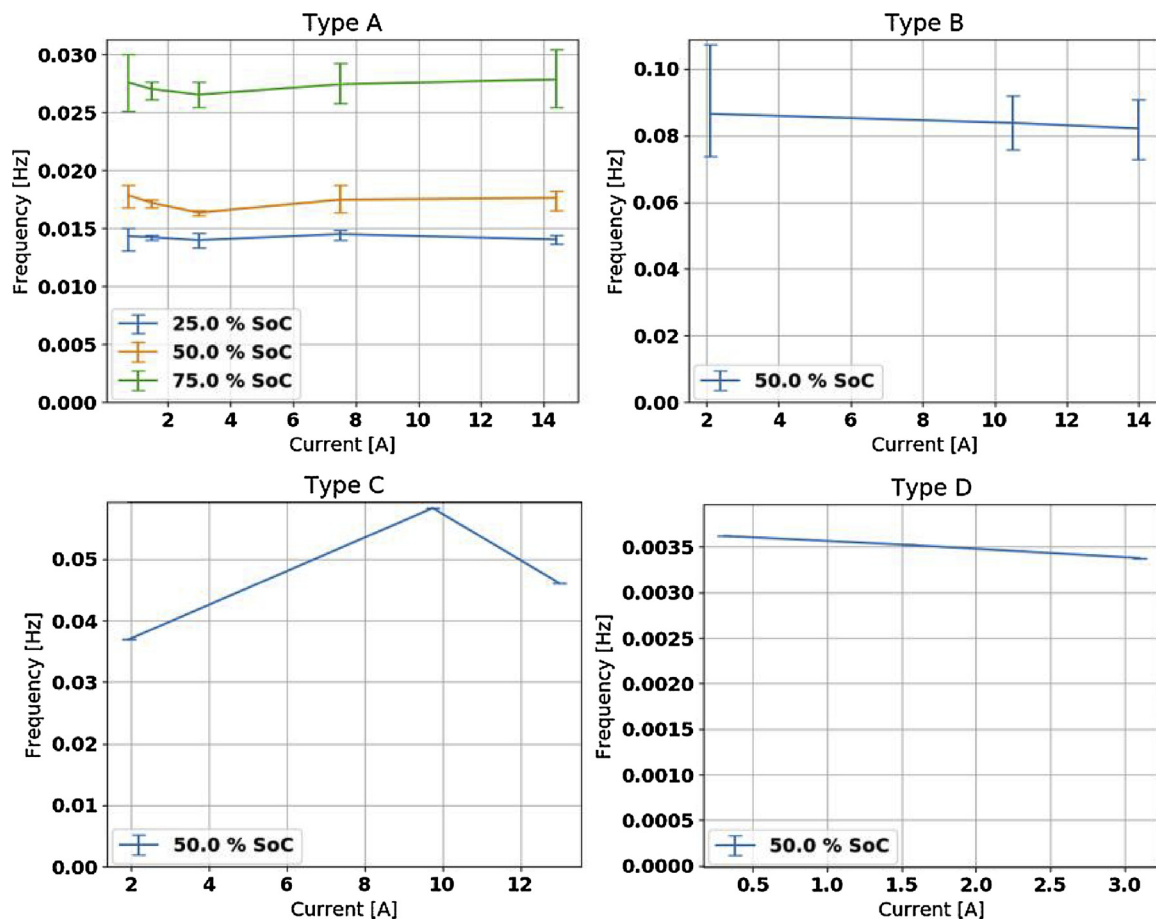 Type A
Frequency [Hz]
0.030
0.025
0.020
0.015
0.010
0.005
0.000
25.0 % SoC
50.0 % SoC
75.0 % SoC
2 4 6 8 10 12 14
Current [A]
Type B
Frequency [Hz]
0.10
0.08
0.06
0.04
0.02
0.00
50.0 % SoC
2 4 6 8 10 12 14
Current [A]
Type C
Frequency [Hz]
0.05
0.04
0.03
0.02
0.01
0.00
50.0 % SoC
2 4 6 8 10 12
Current [A]
Type D
Frequency [Hz]
0.0035
0.0030
0.0025
0.0020
0.0015
0.0010
0.0005
0.0000
50.0 % SoC
0.5 1.0 1.5 2.0 2.5 3.0
Current [A]